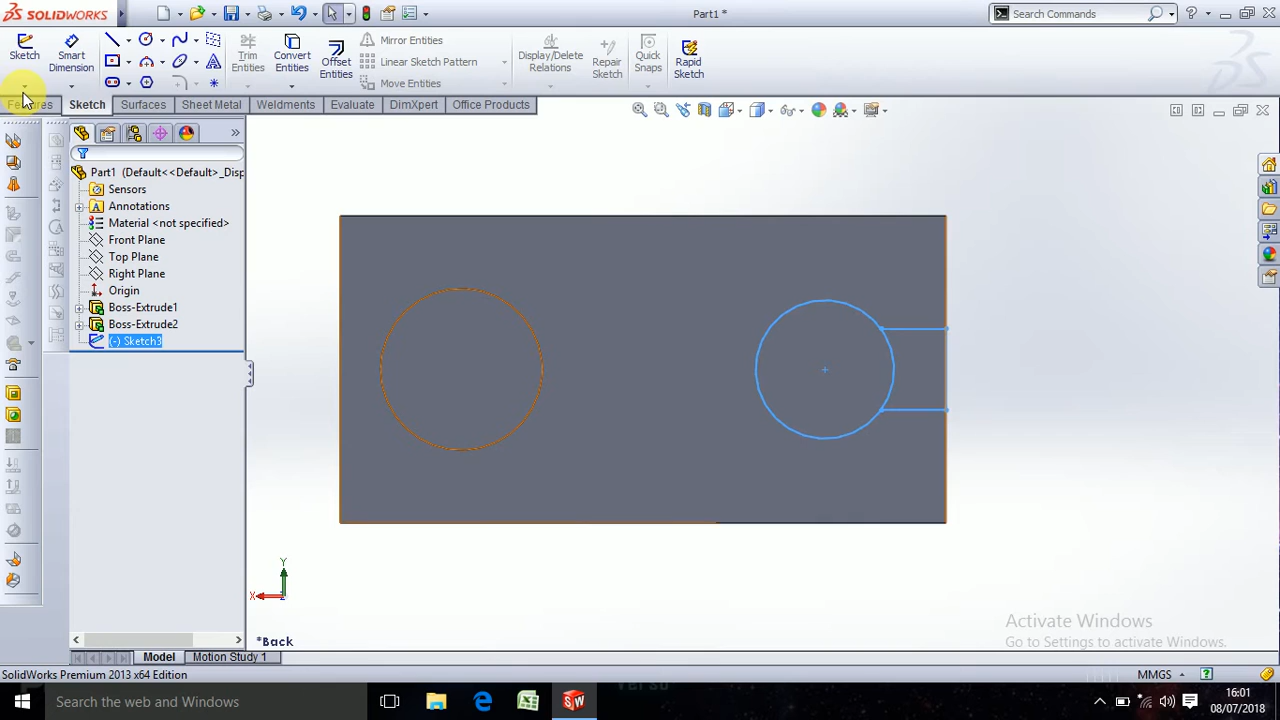 SOLIDWORKS
Part1 *
Search Commands
Sketch
Smart Dimension
Trim Entities
Convert Entities
Offset Entities
Mirror Entities
Linear Sketch Pattern
Move Entities
Display/Delete Relations
Repair Sketch
Quick Snaps
Rapid Sketch
Features
Sketch
Surfaces
Sheet Metal
Weldments
Evaluate
DimXpert
Office Products
Part1 (Default<<Default>_Disp
Sensors
Annotations
Material <not specified>
Front Plane
Top Plane
Right Plane
Origin
Boss-Extrude1
Boss-Extrude2
(-) Sketch3
Y
X
*Back
Activate Windows
Go to Settings to activate Windows.
Model
Motion Study 1
SolidWorks Premium 2013 x64 Edition
MMGS
Search the web and Windows
16:01
08/07/2018